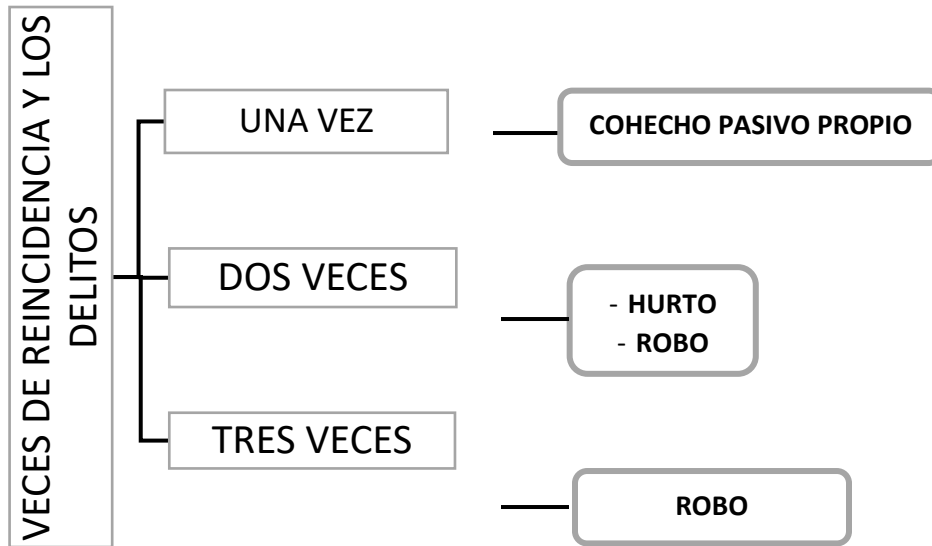 VECES DE REINCIDENCIA Y LOS
DELITOS
UNA VEZ
COHECHO PASIVO PROPIO
DOS VECES
- HURTO
- ROBO
TRES VECES
ROBO